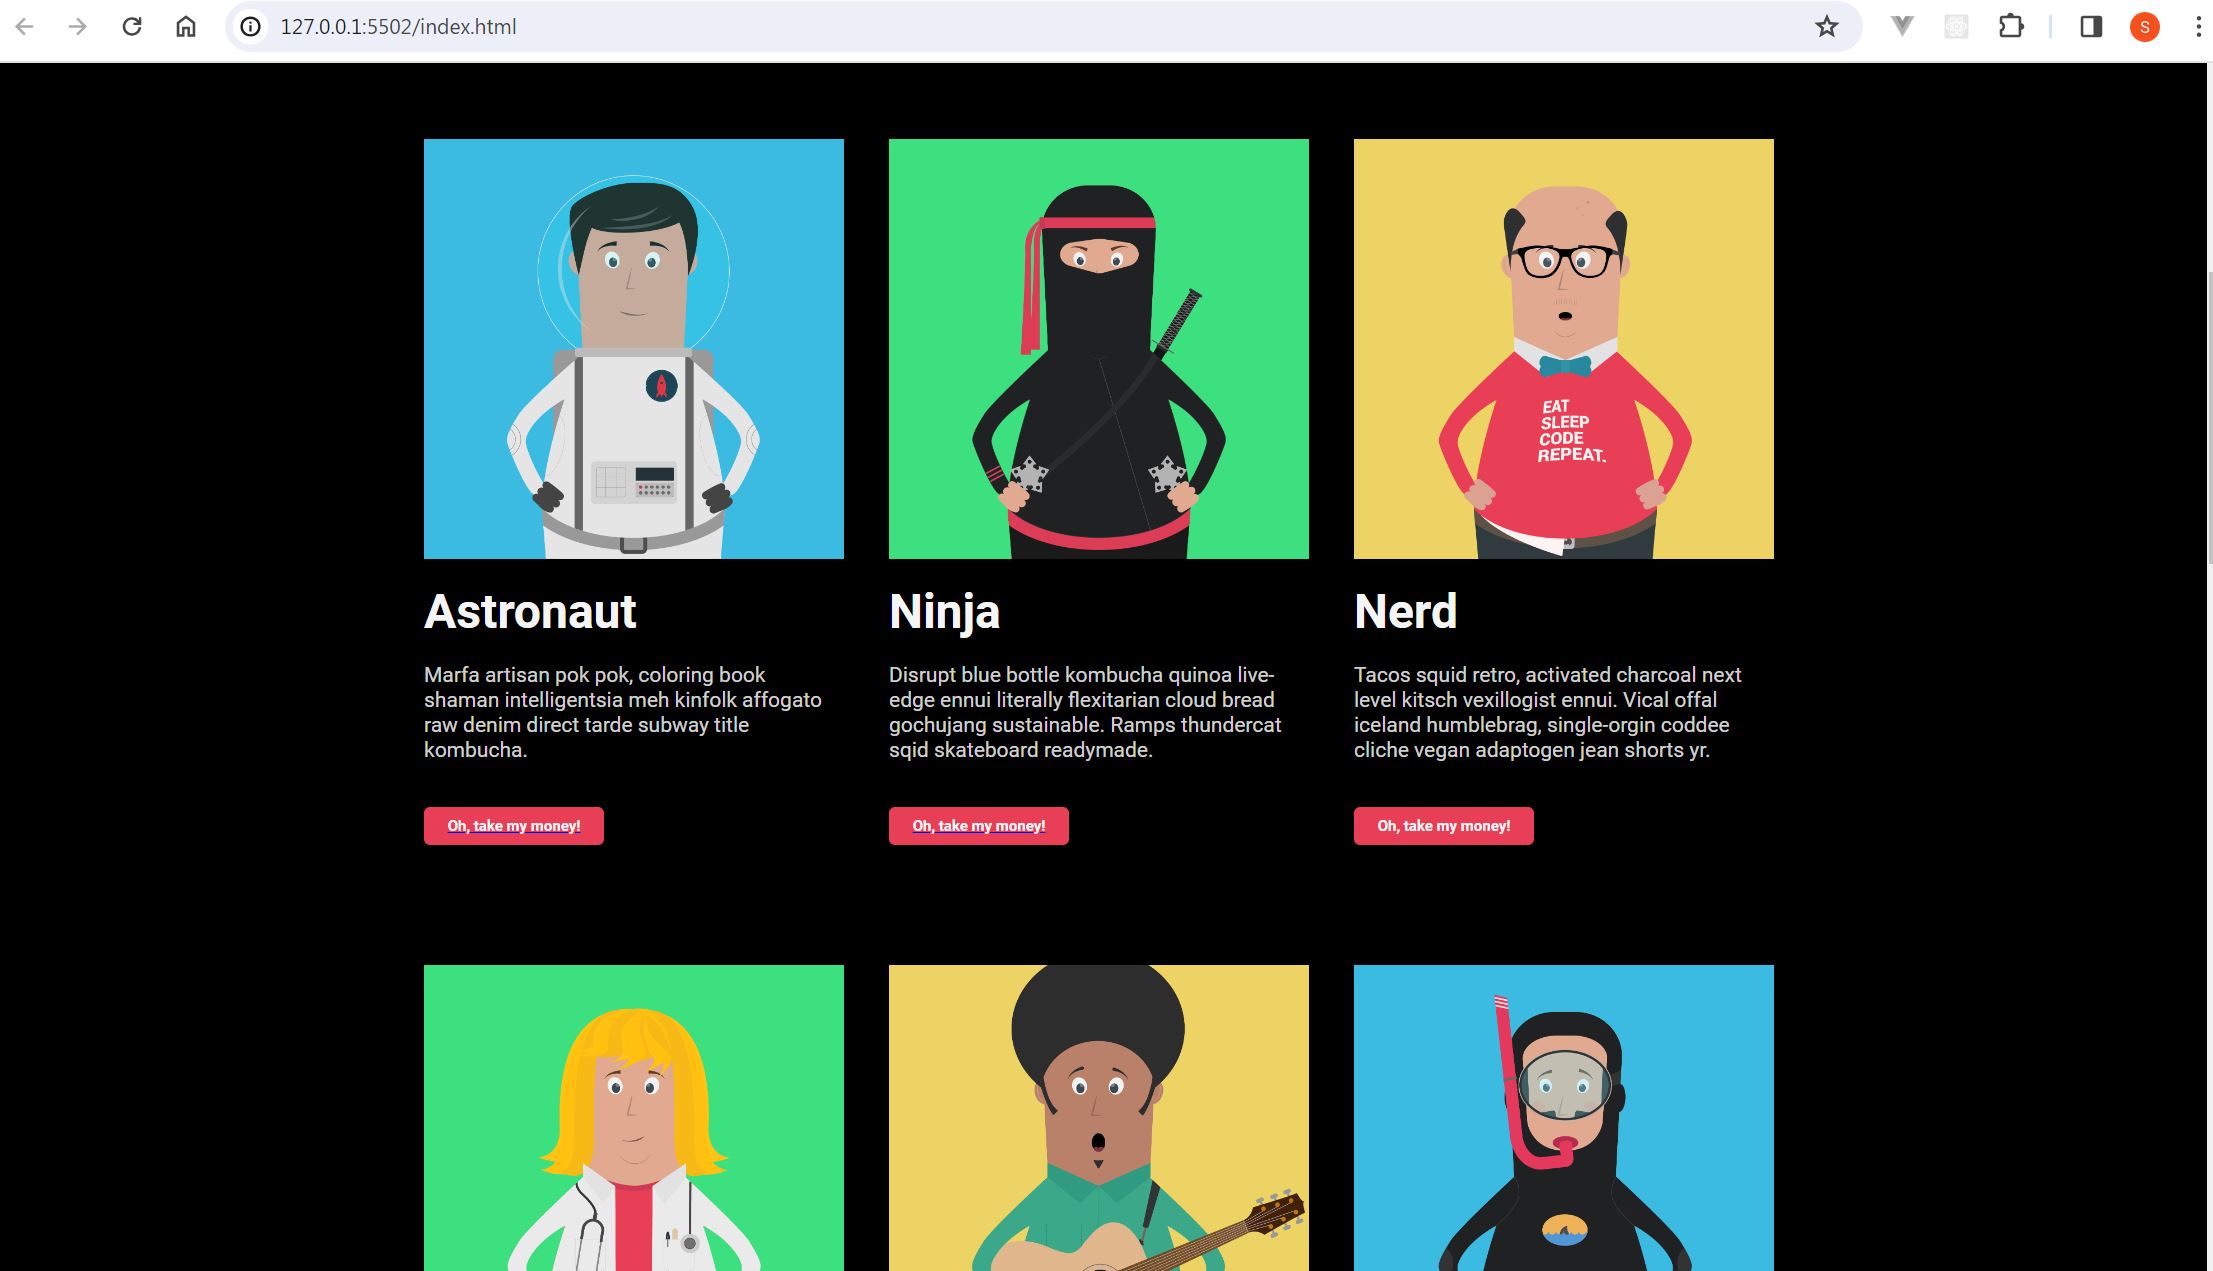 127.0.0.1:5502/index.html
S
EAT
SLEEP
CODE
REPEAT.
Astronaut
Ninja
Nerd
Marfa artisan pok pok, coloring book
shaman intelligentsia meh kinfolk affogato
raw denim direct tarde subway title
kombucha.
Disrupt blue bottle kombucha quinoa live-
edge ennui literally flexitarian cloud bread
gochujang sustainable. Ramps thundercat
sqid skateboard readymade.
Tacos squid retro, activated charcoal next
level kitsch vexillogist ennui. Vical offal
iceland humblebrag, single-orgin coddee
cliche vegan adaptogen jean shorts yr.
Oh, take my money!
Oh, take my money!
Oh, take my money!